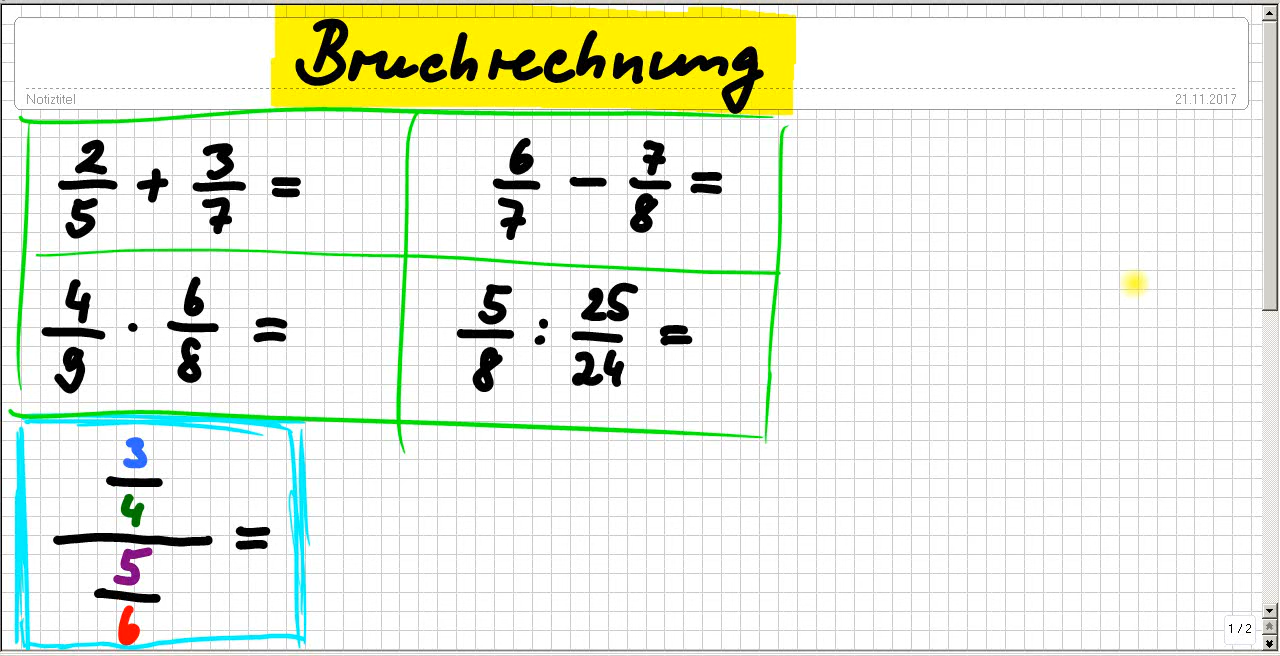 Bruchrechnung
Notiztitel 21.11.2017
2/5 + 3/7 =
6/7 − 7/8 =
4/9 · 6/8 =
5/8 : 25/24 =
3
4
5
6
=
1 / 2